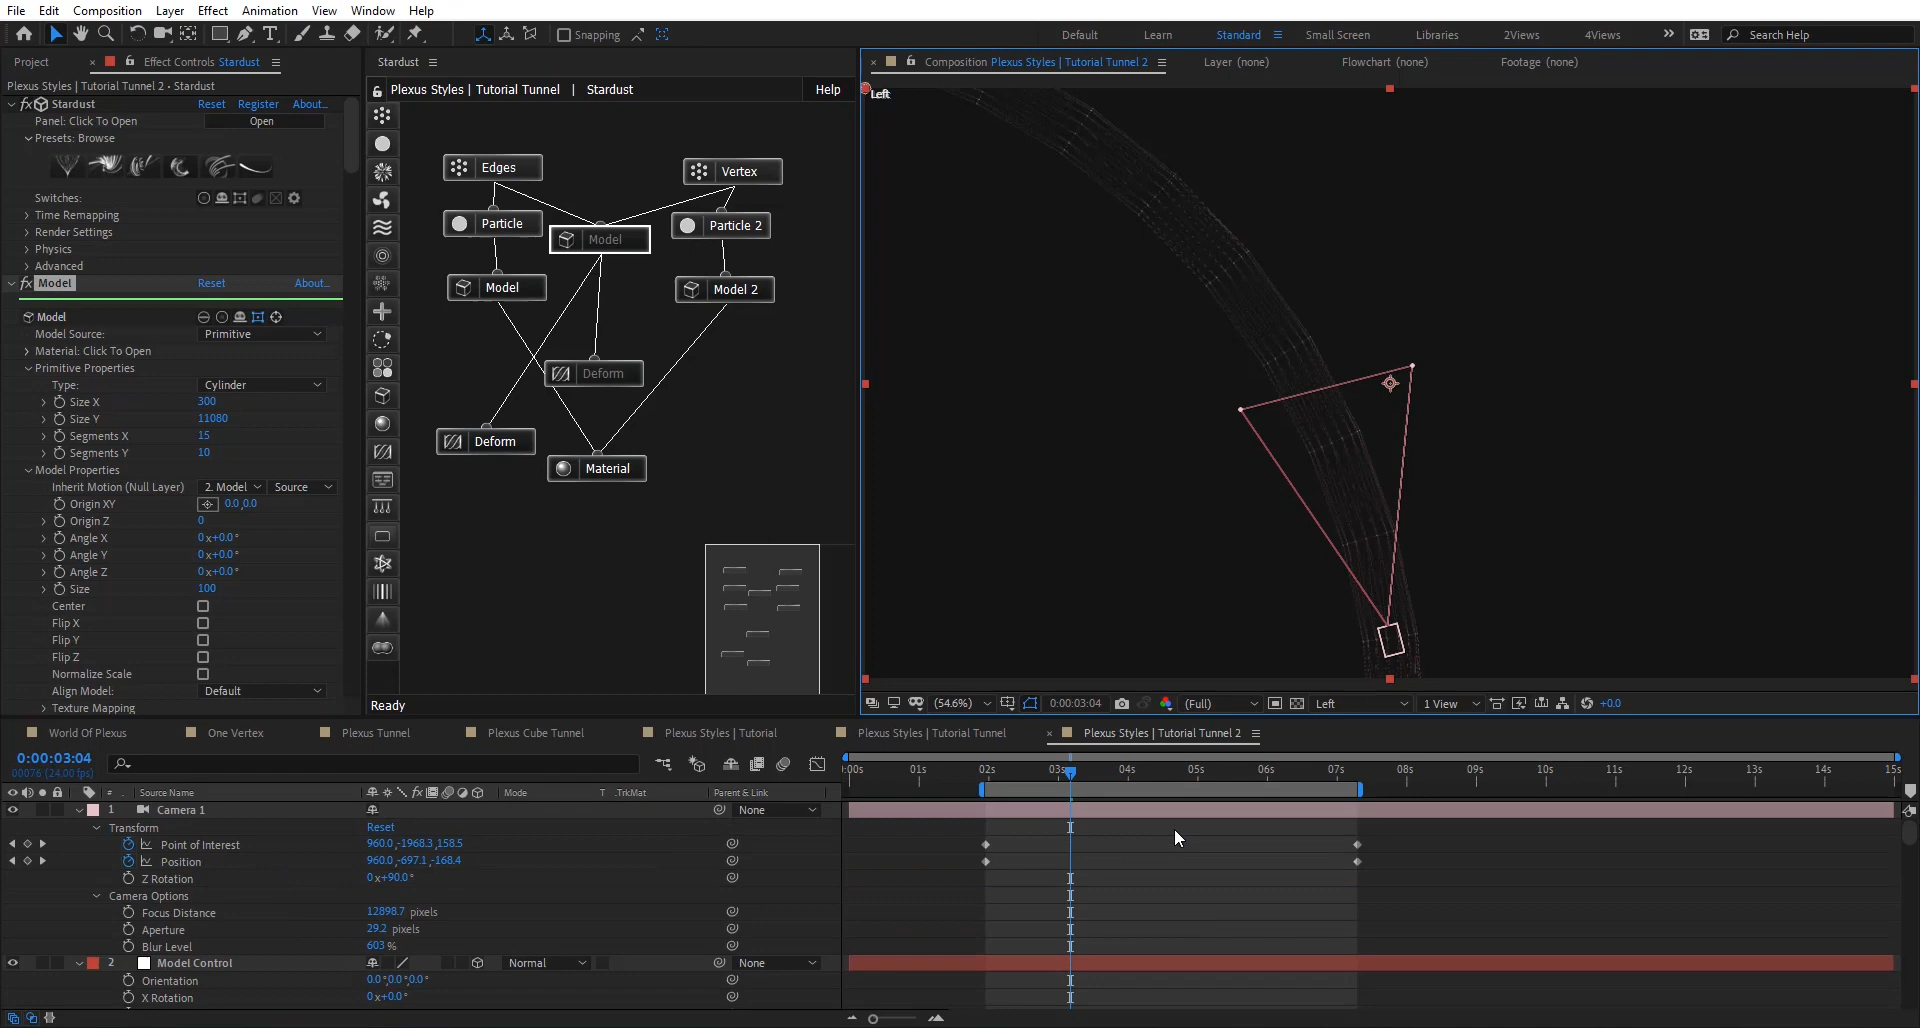 File Edit Composition Layer Effect Animation View Window Help
Snapping
Default Learn Standard Small Screen Libraries 2Views 4Views Search Help
Project Effect Controls Stardust
Plexus Styles | Tutorial Tunnel 2 • Stardust
Stardust Reset Register About...
Panel: Click To Open Open
Presets: Browse
Switches:
Time Remapping
Render Settings
Physics
Advanced
Model Reset About...
Model
Model Source: Primitive
Material: Click To Open
Primitive Properties
Type: Cylinder
Size X 300
Size Y 11080
Segments X 15
Segments Y 10
Model Properties
Inherit Motion (Null Layer) 2. Model Source
Origin XY 0.0,0.0
Origin Z 0
Angle X 0x+0.0°
Angle Y 0x+0.0°
Angle Z 0x+0.0°
Size 100
Center
Flip X
Flip Y
Flip Z
Normalize Scale
Align Model: Default
Texture Mapping
Stardust
Plexus Styles | Tutorial Tunnel | Stardust Help
Edges
Vertex
Particle
Particle 2
Model
Model
Model 2
Deform
Deform
Material
Ready
Composition Plexus Styles | Tutorial Tunnel 2 Layer (none) Flowchart (none) Footage (none)
Left
(54.6%) 0:00:03:04 (Full) Left 1 View +0.0
World Of Plexus One Vertex Plexus Tunnel Plexus Cube Tunnel Plexus Styles | Tutorial Plexus Styles | Tutorial Tunnel Plexus Styles | Tutorial Tunnel 2
0:00:03:04
00076 (24.00 fps)
:00s 01s 02s 03s 04s 05s 06s 07s 08s 09s 10s 11s 12s 13s 14s 15s
# Source Name fx Mode T .TrkMat Parent & Link
1 Camera 1 None
Transform Reset
Point of Interest 960.0,-1968.3,158.5
Position 960.0,-697.1,-168.4
Z Rotation 0x+90.0°
Camera Options
Focus Distance 12898.7 pixels
Aperture 29.2 pixels
Blur Level 603 %
2 Model Control Normal None
Orientation 0.0°,0.0°,0.0°
X Rotation 0x+0.0°